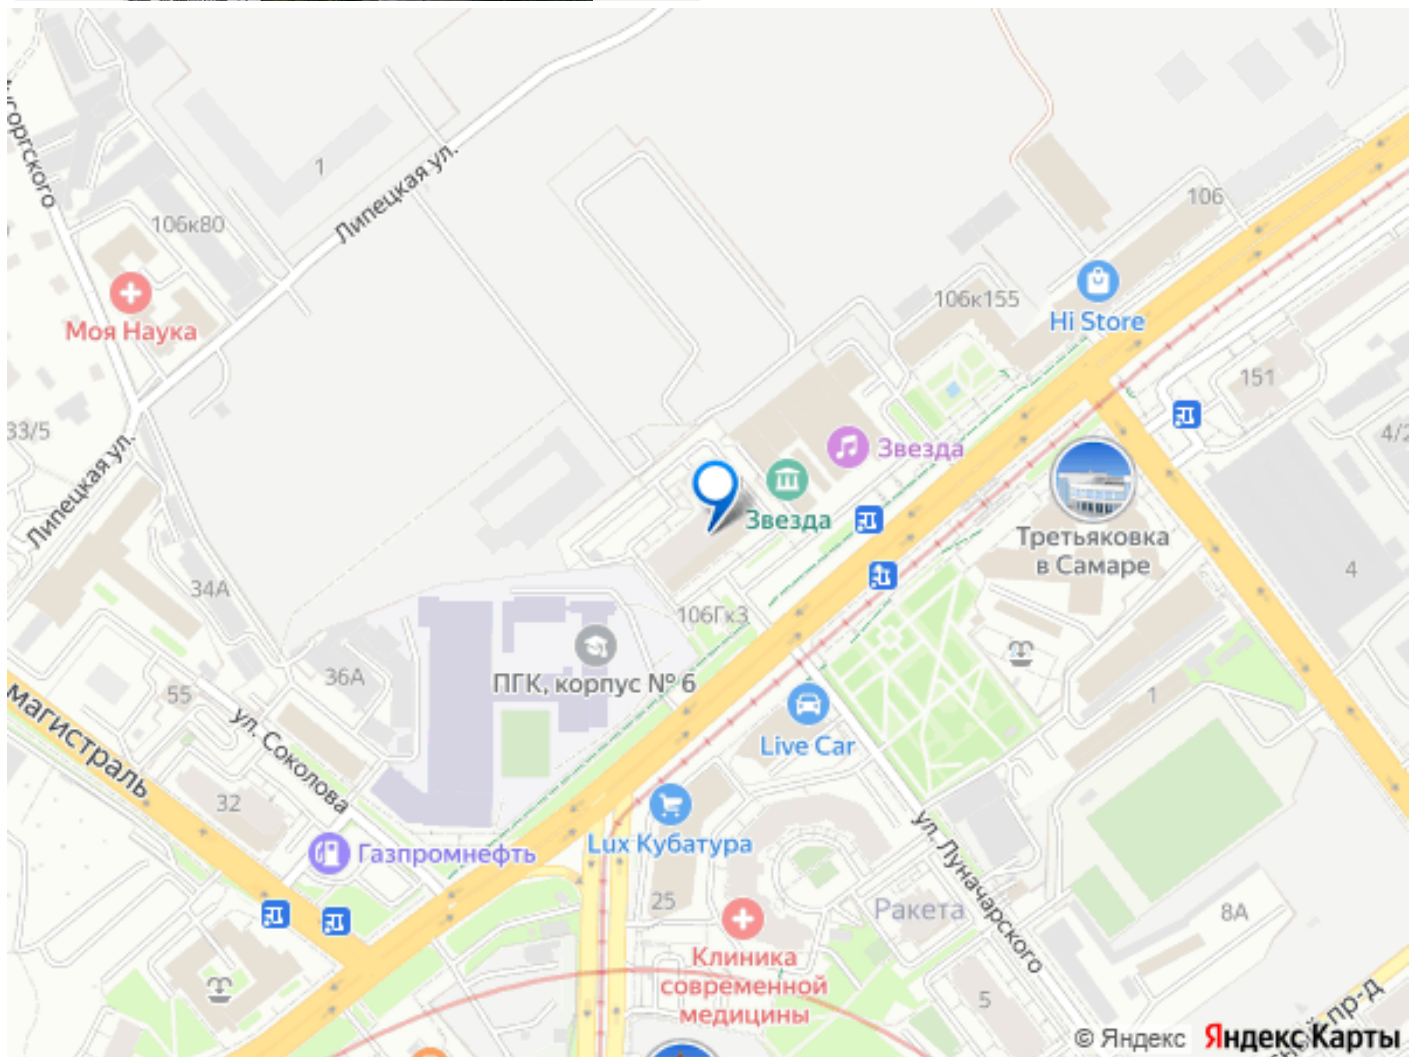 106
106к80
Липецкая ул.
1
106к155
Моя Наука
Hi Store
151
33/5
Липецкая ул.
Звезда
Звезда
Третьяковка
в Самаре
4
34А
106Гк3
36А
ПГК, корпус № 6
55
1
магистраль
ул. Соколова
Live Car
32
Газпромнефть
Lux Кубатура
ул. Луначарского
25
Ракета
8А
Клиника
современной
медицины
5
пр-д
© Яндекс Яндекс Карты